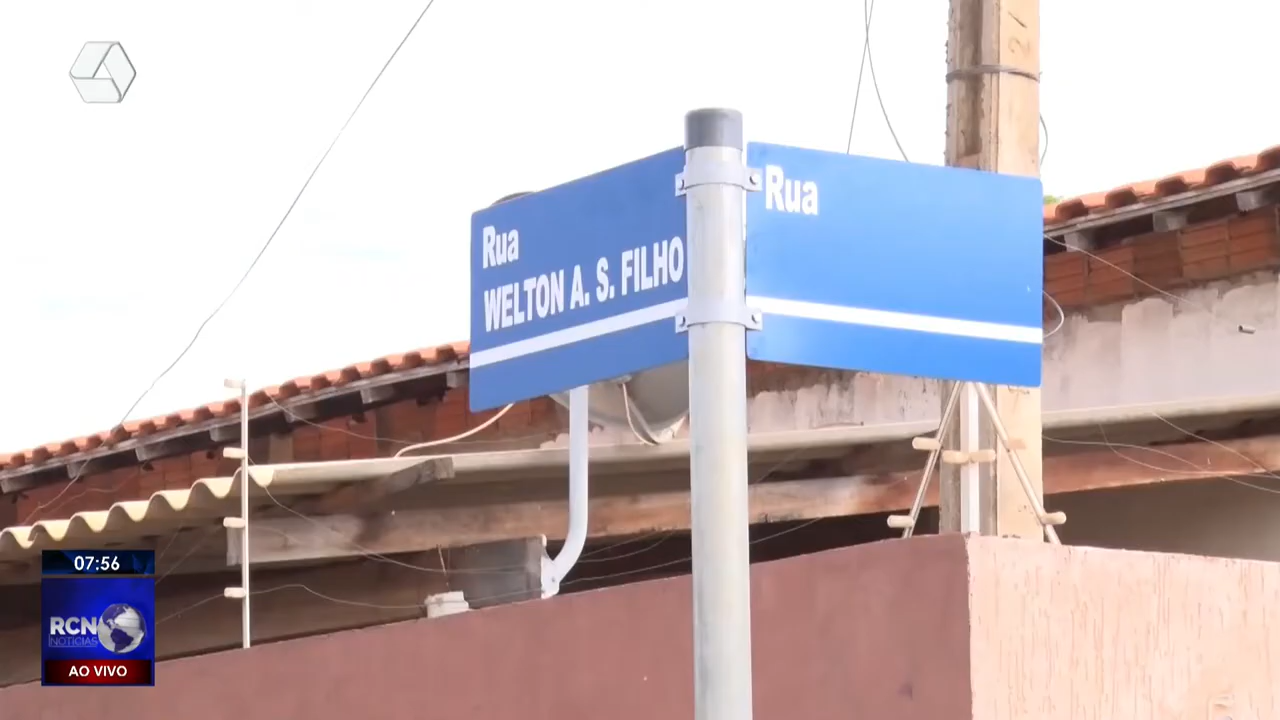 Rua
WELTON A. S. FILHO
Rua
07:56
RCN
NOTÍCIAS
AO VIVO